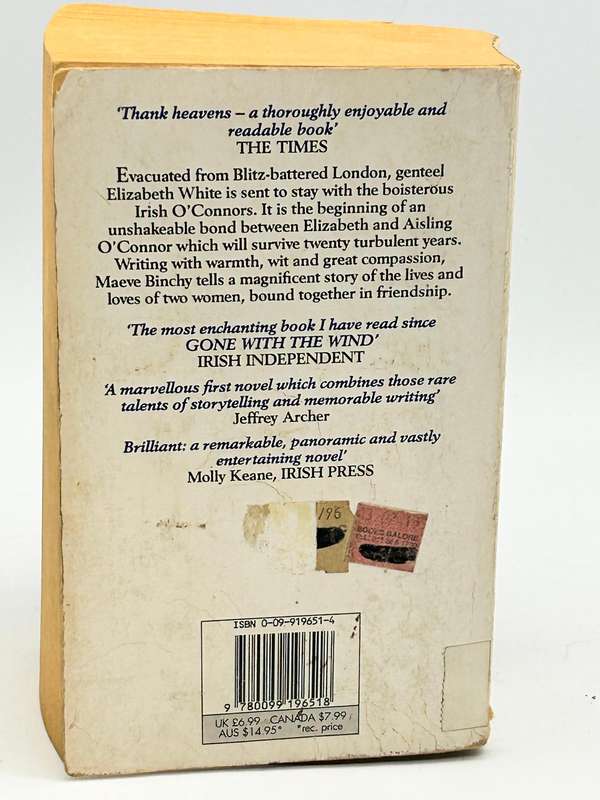 ‘Thank heavens – a thoroughly enjoyable and
readable book’
THE TIMES
Evacuated from Blitz-battered London, genteel
Elizabeth White is sent to stay with the boisterous
Irish O’Connors. It is the beginning of an
unshakeable bond between Elizabeth and Aisling
O’Connor which will survive twenty turbulent years.
Writing with warmth, wit and great compassion,
Maeve Binchy tells a magnificent story of the lives and
loves of two women, bound together in friendship.
‘The most enchanting book I have read since
GONE WITH THE WIND’
IRISH INDEPENDENT
‘A marvellous first novel which combines those rare
talents of storytelling and memorable writing’
Jeffrey Archer
Brilliant: a remarkable, panoramic and vastly
entertaining novel’
Molly Keane, IRISH PRESS
/96
BOOKS GALORE
ISBN 0-09-919651-4
9 780099 196518
UK £6.99 CANADA $7.99
AUS $14.95* *rec. price